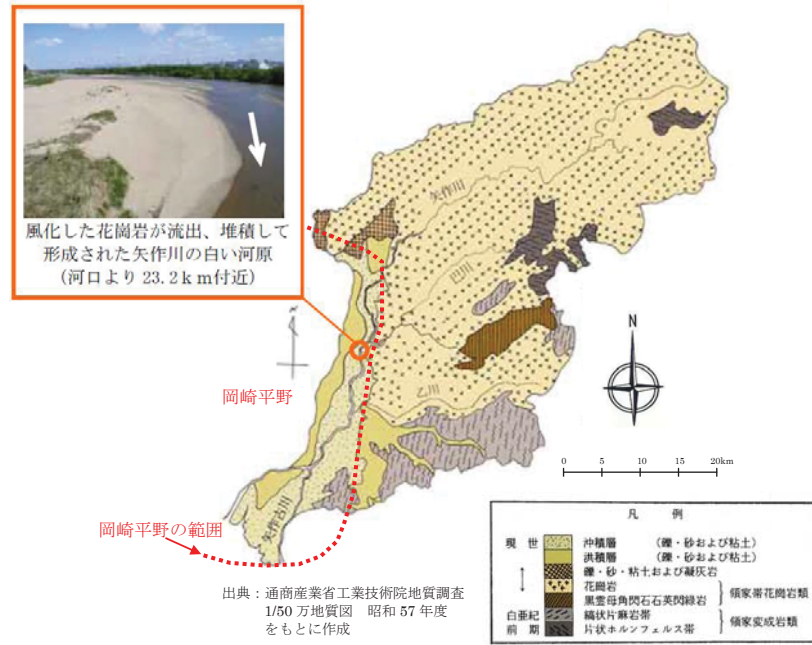 風化した花崗岩が流出、堆積して
形成された矢作川の白い河原
（河口より 23.2ｋｍ付近）
矢作川
巴川
乙川
矢作古川
岡崎平野
岡崎平野の範囲
N
0 5 10 15 20km
出典：通商産業省工業技術院地質調査
1/50 万地質図　昭和 57 年度
をもとに作成
凡　例
現　世　沖積層　（礫・砂および粘土）
洪積層　（礫・砂および粘土）
礫・砂・粘土および凝灰岩
花崗岩
黒雲母角閃石石英閃緑岩
領家帯花崗岩類
白亜紀
前　期
縞状片麻岩帯
片状ホルンフェルス帯
領家変成岩類